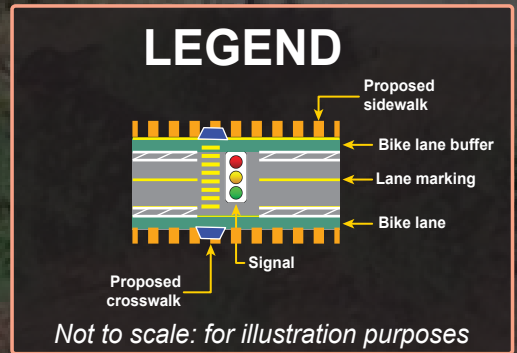 LEGEND
Proposed
sidewalk
Bike lane buffer
Lane marking
Bike lane
Signal
Proposed
crosswalk
Not to scale: for illustration purposes